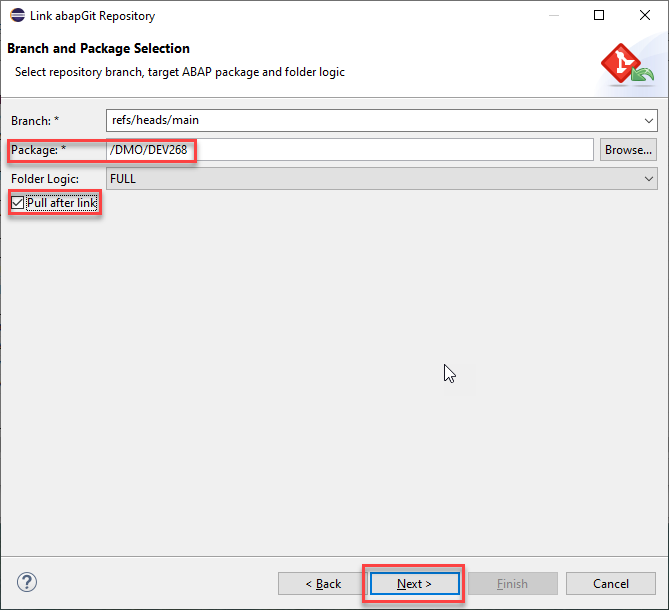 Link abapGit Repository
Branch and Package Selection
Select repository branch, target ABAP package and folder logic
Branch: * refs/heads/main
Package: * /DMO/DEV268 Browse...
Folder Logic: FULL
Pull after link
? < Back Next > Finish Cancel